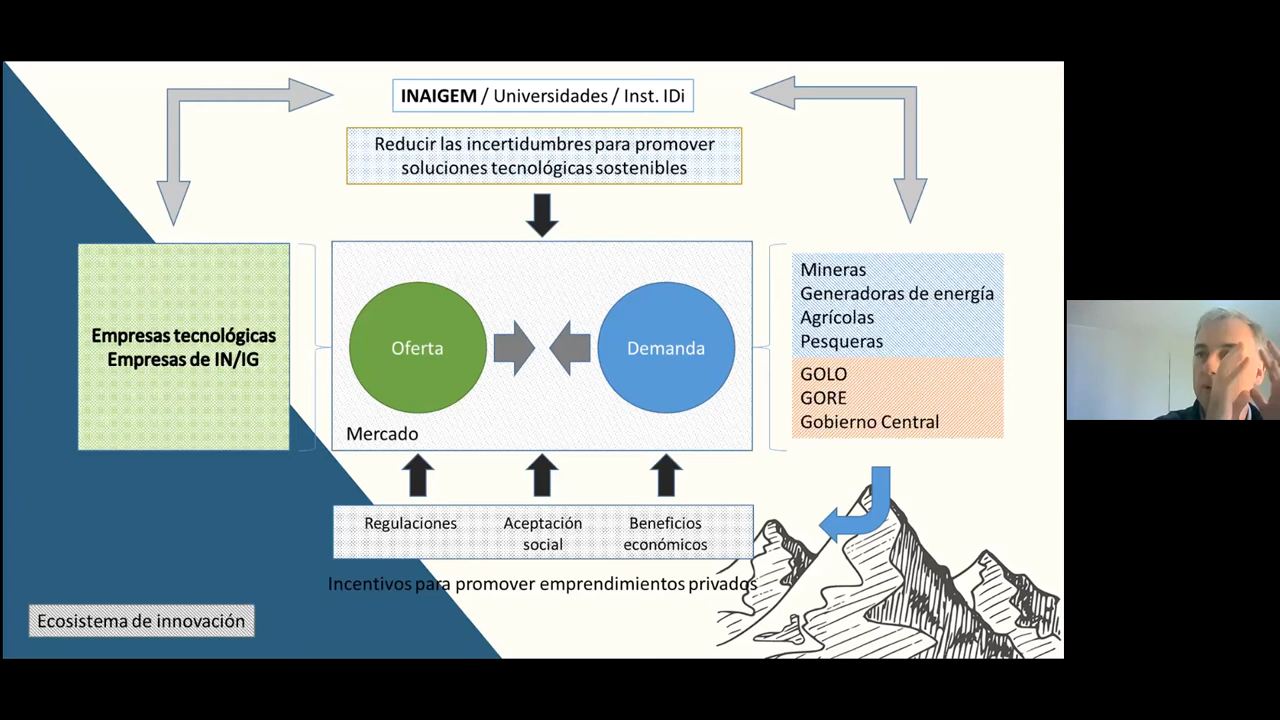 INAIGEM / Universidades / Inst. IDi
Reducir las incertidumbres para promover
soluciones tecnológicas sostenibles
Empresas tecnológicas
Empresas de IN/IG
Oferta
Demanda
Mercado
Mineras
Generadoras de energía
Agrícolas
Pesqueras
GOLO
GORE
Gobierno Central
Regulaciones
Aceptación
social
Beneficios
económicos
Incentivos para promover emprendimientos privados
Ecosistema de innovación